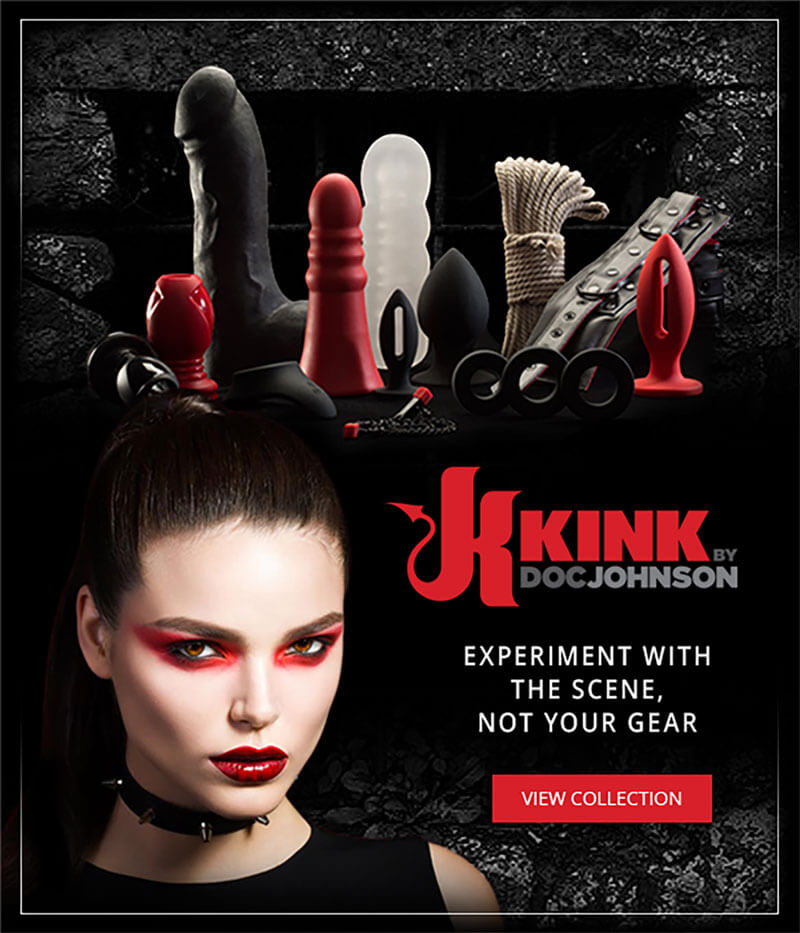 KINK
BY
DOCJOHNSON
EXPERIMENT WITH
THE SCENE,
NOT YOUR GEAR
VIEW COLLECTION